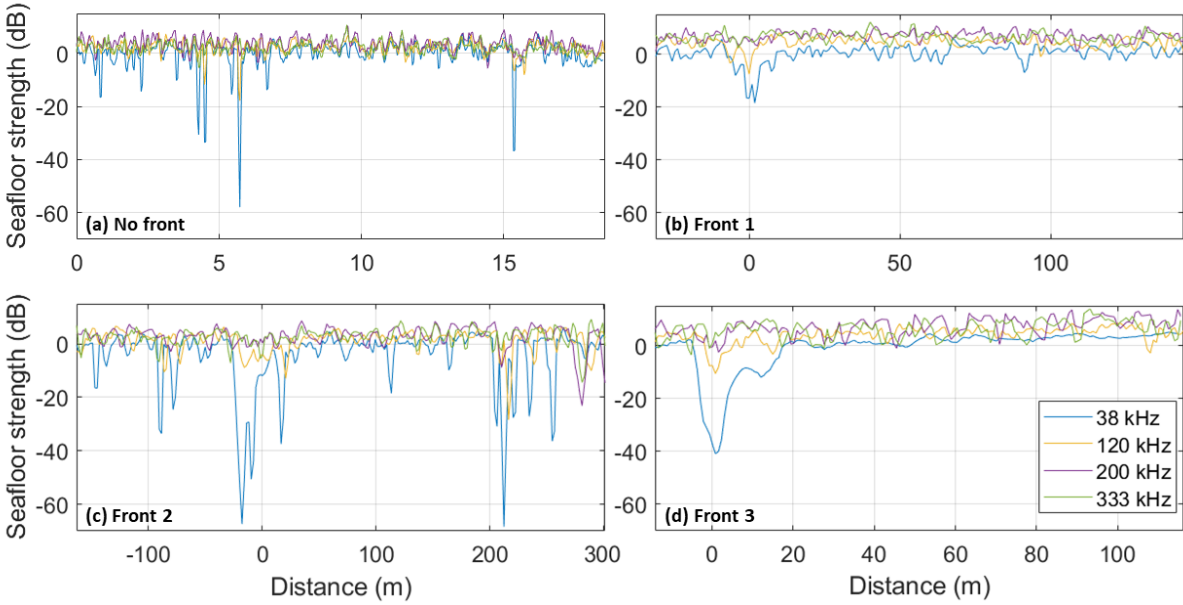 Seafloor strength (dB)
0
-20
-40
-60
(a) No front
0
5
10
15
0
-20
-40
-60
(b) Front 1
0
50
100
Seafloor strength (dB)
0
-20
-40
-60
(c) Front 2
-100
0
100
200
300
Distance (m)
0
-20
-40
-60
(d) Front 3
38 kHz
120 kHz
200 kHz
333 kHz
0
20
40
60
80
100
Distance (m)